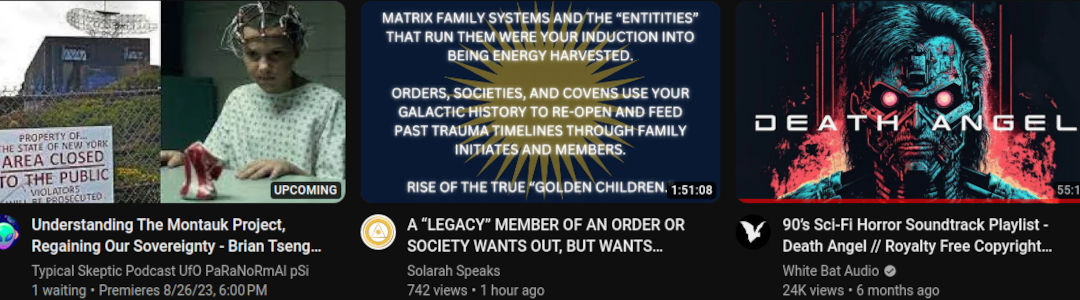 PROPERTY OF...
THE STATE OF NEW YORK
AREA CLOSED
TO THE PUBLIC
VIOLATORS
WILL BE PROSECUTED
UPCOMING
Understanding The Montauk Project,
Regaining Our Sovereignty - Brian Tseng...
Typical Skeptic Podcast UfO PaRaNoRmAl pSi
1 waiting • Premieres 8/26/23, 6:00 PM
MATRIX FAMILY SYSTEMS AND THE “ENTITITIES”
THAT RUN THEM WERE YOUR INDUCTION INTO
BEING ENERGY HARVESTED.
ORDERS, SOCIETIES, AND COVENS USE YOUR
GALACTIC HISTORY TO RE-OPEN AND FEED
PAST TRAUMA TIMELINES THROUGH FAMILY
INITIATES AND MEMBERS.
RISE OF THE TRUE “GOLDEN CHILDREN.
1:51:08
A “LEGACY” MEMBER OF AN ORDER OR
SOCIETY WANTS OUT, BUT WANTS...
Solarah Speaks
742 views • 1 hour ago
DEATH ANGEL
55:1
90's Sci-Fi Horror Soundtrack Playlist -
Death Angel // Royalty Free Copyright...
White Bat Audio
24K views • 6 months ago